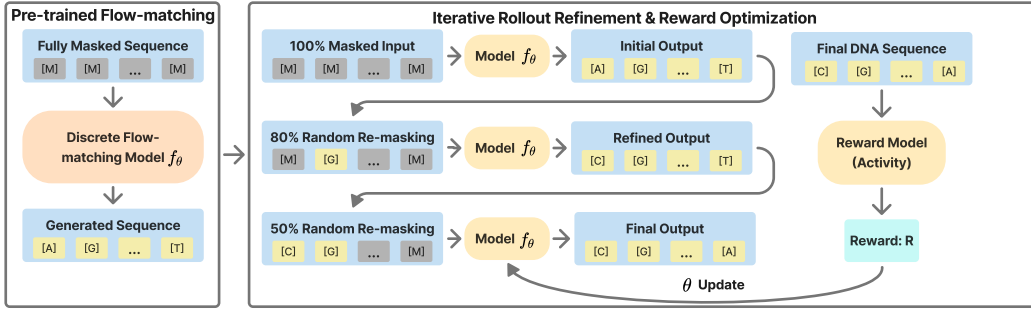 Pre-trained Flow-matching
Fully Masked Sequence
[M] [M] ... [M]
Discrete Flow-
matching Model fθ
Generated Sequence
[A] [G] ... [T]
Iterative Rollout Refinement & Reward Optimization
100% Masked Input
[M] [M] ... [M]
Model fθ
Initial Output
[A] [G] ... [T]
80% Random Re-masking
[M] [G] ... [M]
Model fθ
Refined Output
[C] [G] ... [T]
50% Random Re-masking
[C] [G] ... [M]
Model fθ
Final Output
[C] [G] ... [A]
Final DNA Sequence
[C] [G] ... [A]
Reward Model
(Activity)
Reward: R
θ Update